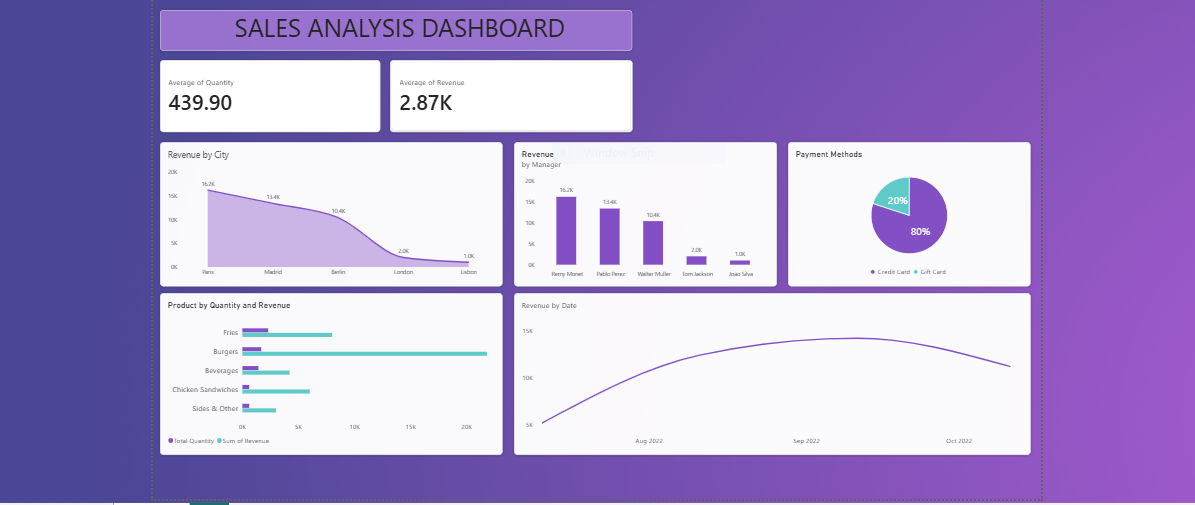 SALES ANALYSIS DASHBOARD
Average of Quantity
439.90
Average of Revenue
2.87K
Revenue by City
20K
15K
10K
5K
0K
16.2K
13.4K
10.4K
2.0K
1.0K
Paris
Madrid
Berlin
London
Lisbon
Revenue
by Manager
Window Snip
20K
15K
10K
5K
0K
16.2K
13.4K
10.4K
2.0K
1.0K
Remy Monet
Pablo Perez
Walter Muller
Tom Jackson
Joao Silva
Payment Methods
20%
80%
Credit Card
Gift Card
Product by Quantity and Revenue
Fries
Burgers
Beverages
Chicken Sandwiches
Sides & Other
0K
5K
10K
15K
20K
Total Quantity
Sum of Revenue
Revenue by Date
15K
10K
5K
Aug 2022
Sep 2022
Oct 2022